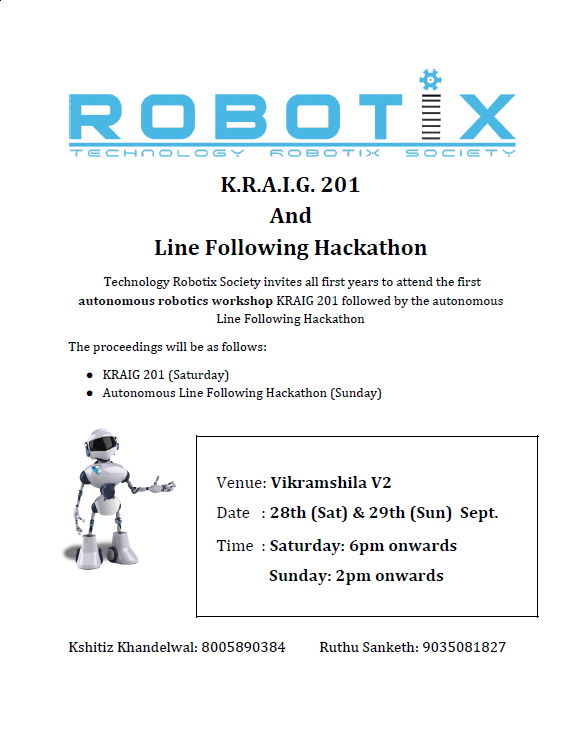 ROBOTIX
TECHNOLOGY ROBOTIX SOCIETY
K.R.A.I.G. 201
And
Line Following Hackathon
Technology Robotix Society invites all first years to attend the first
autonomous robotics workshop KRAIG 201 followed by the autonomous
Line Following Hackathon
The proceedings will be as follows:
● KRAIG 201 (Saturday)
● Autonomous Line Following Hackathon (Sunday)
Venue: Vikramshila V2
Date : 28th (Sat) & 29th (Sun) Sept.
Time : Saturday: 6pm onwards
Sunday: 2pm onwards
Kshitiz Khandelwal: 8005890384 Ruthu Sanketh: 9035081827